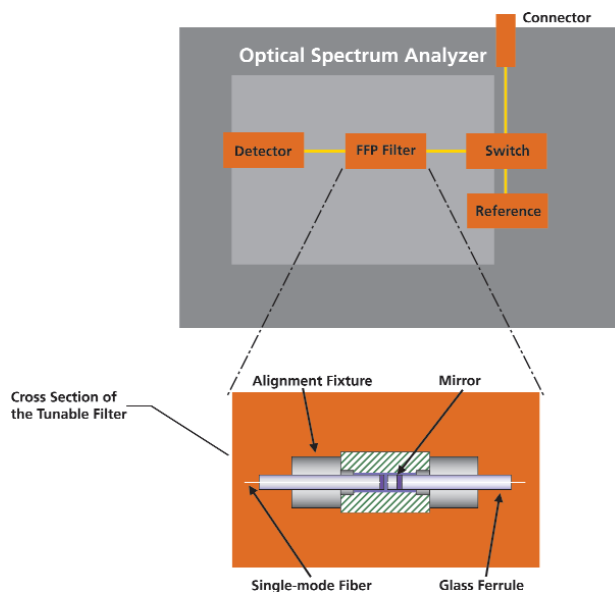 Connector
Optical Spectrum Analyzer
Detector
FFP Filter
Switch
Reference
Alignment Fixture
Mirror
Cross Section of
the Tunable Filter
Single-mode Fiber
Glass Ferrule